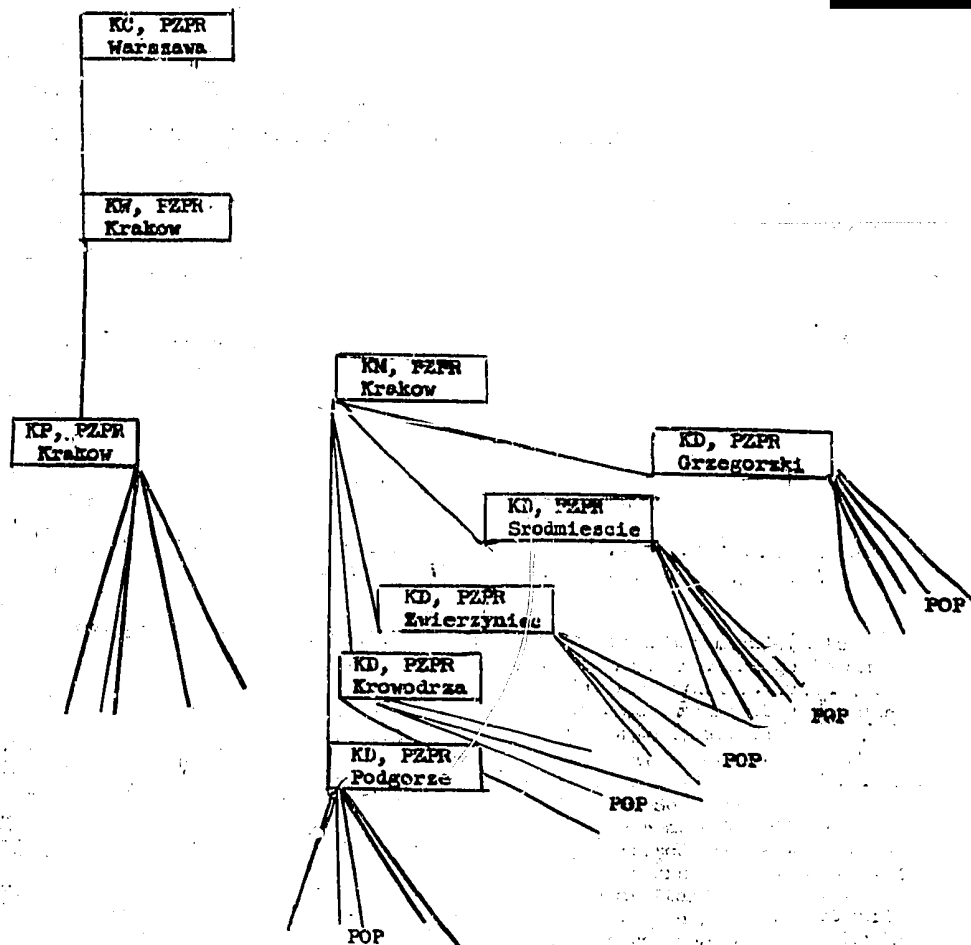 KC, PZPR
Warszawa
KW, PZPR
Krakow
KM, PZPR
Krakow
KP, PZPR
Krakow
KD, PZPR
Grzegorzki
KD, PZPR
Srodmiescie
KD, PZPR
Zwierzyniec
POP
KD, PZPR
Krowodrza
POP
KD, PZPR
Podgorze
POP
POP
POP